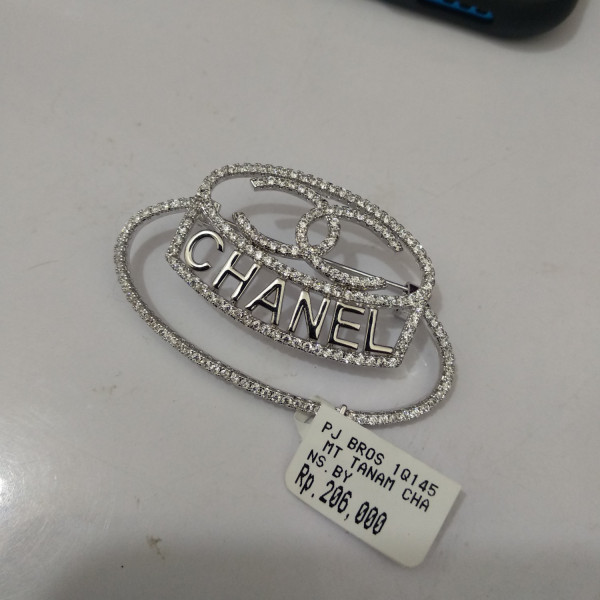 CHANEL
PJ BROS 1Q145
MT TANAM CHA
NS.BY
Rp.206,000